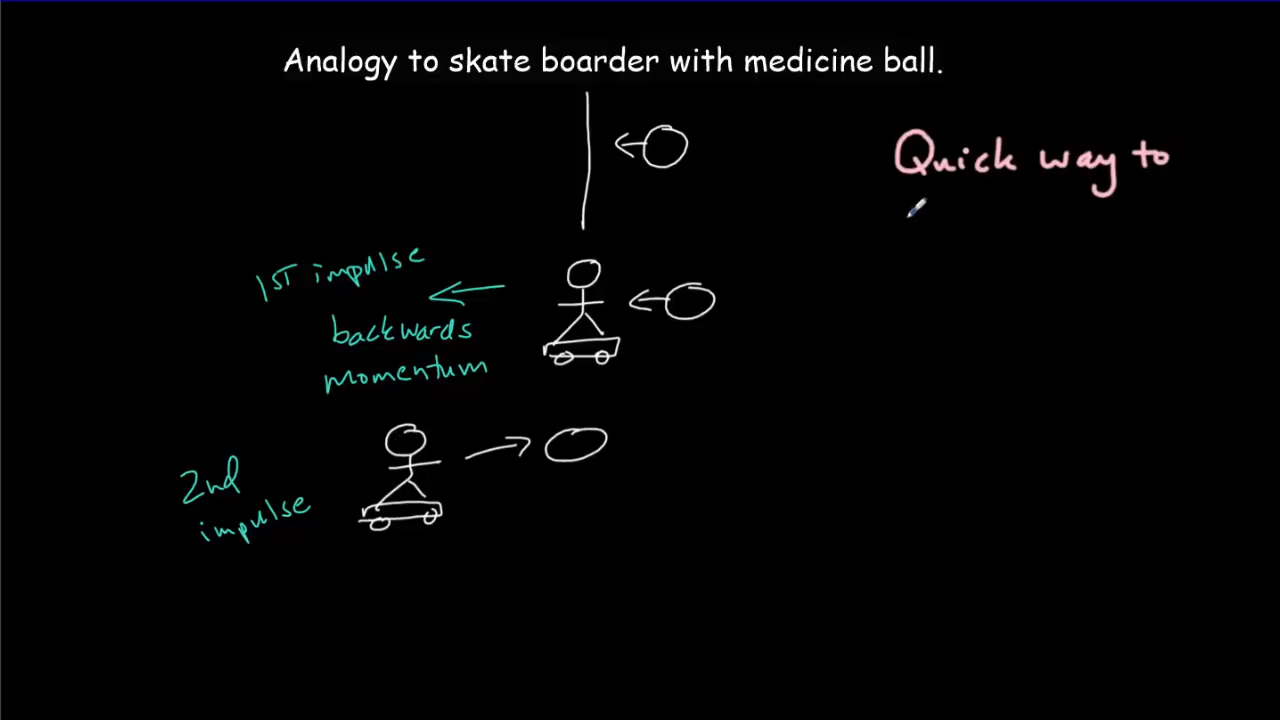 Analogy to skate boarder with medicine ball.
Quick way to
1ST impulse
backwards
momentum
2nd
impulse